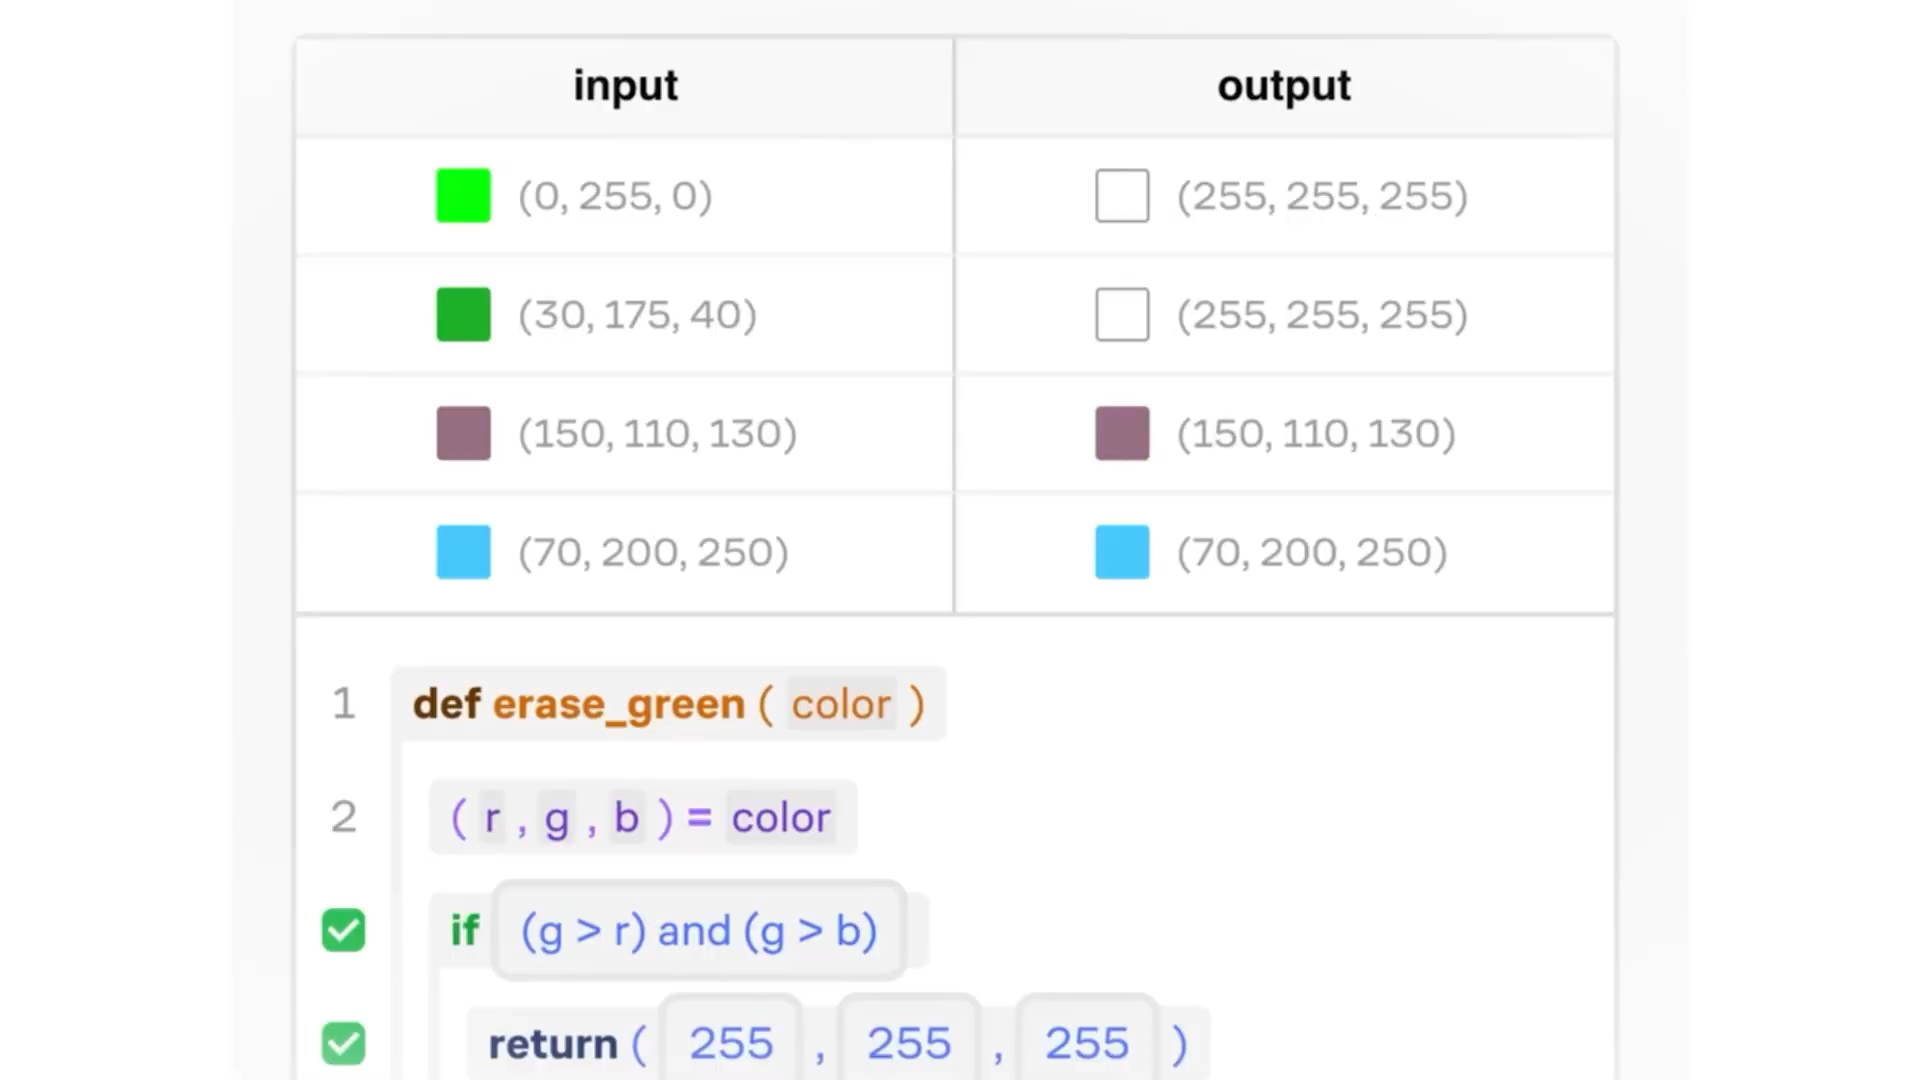 input output
(0, 255, 0) (255, 255, 255)
(30, 175, 40) (255, 255, 255)
(150, 110, 130) (150, 110, 130)
(70, 200, 250) (70, 200, 250)
1 def erase_green ( color )
2 ( r , g , b ) = color
if (g > r) and (g > b)
return ( 255 , 255 , 255 )